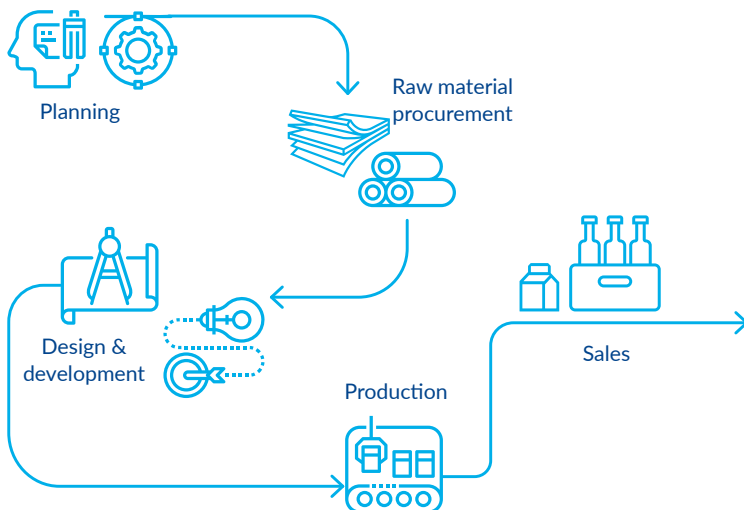 Planning
Raw material
procurement
Design &
development
Production
Sales